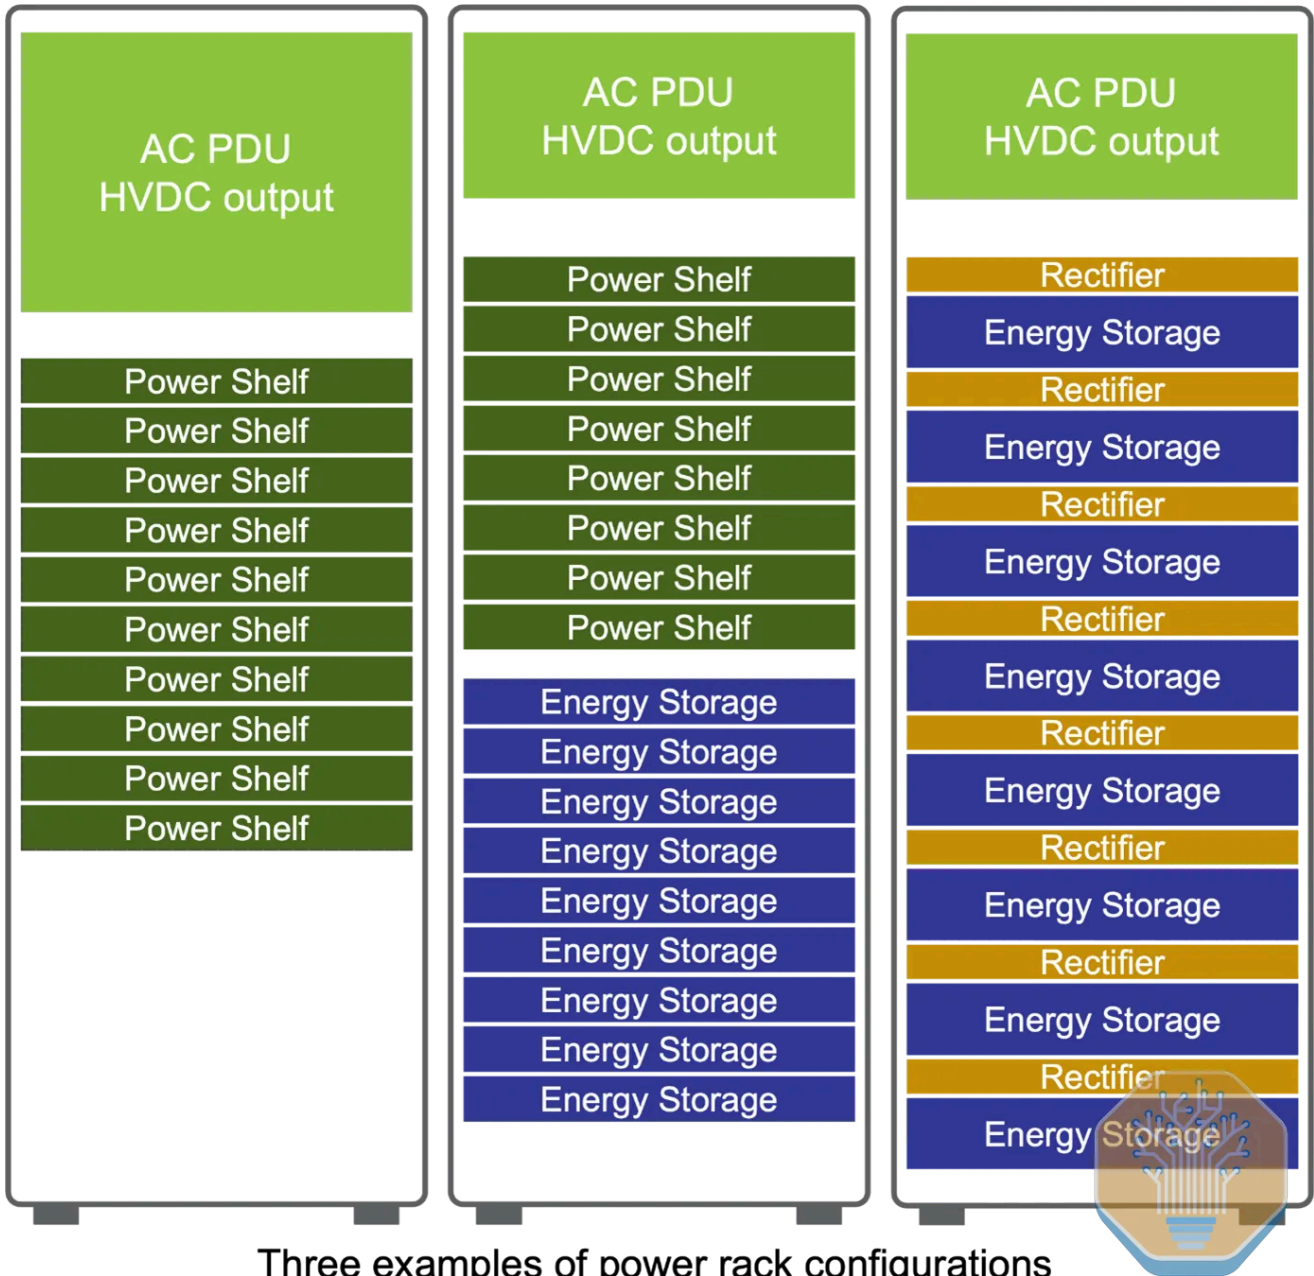 AC PDU
HVDC output
Power Shelf
Power Shelf
Power Shelf
Power Shelf
Power Shelf
Power Shelf
Power Shelf
Power Shelf
Power Shelf
Power Shelf
AC PDU
HVDC output
Power Shelf
Power Shelf
Power Shelf
Power Shelf
Power Shelf
Power Shelf
Power Shelf
Power Shelf
Energy Storage
Energy Storage
Energy Storage
Energy Storage
Energy Storage
Energy Storage
Energy Storage
Energy Storage
Energy Storage
AC PDU
HVDC output
Rectifier
Energy Storage
Rectifier
Energy Storage
Rectifier
Energy Storage
Rectifier
Energy Storage
Rectifier
Energy Storage
Rectifier
Energy Storage
Rectifier
Energy Storage
Rectifier
Energy Storage
Three examples of power rack configurations